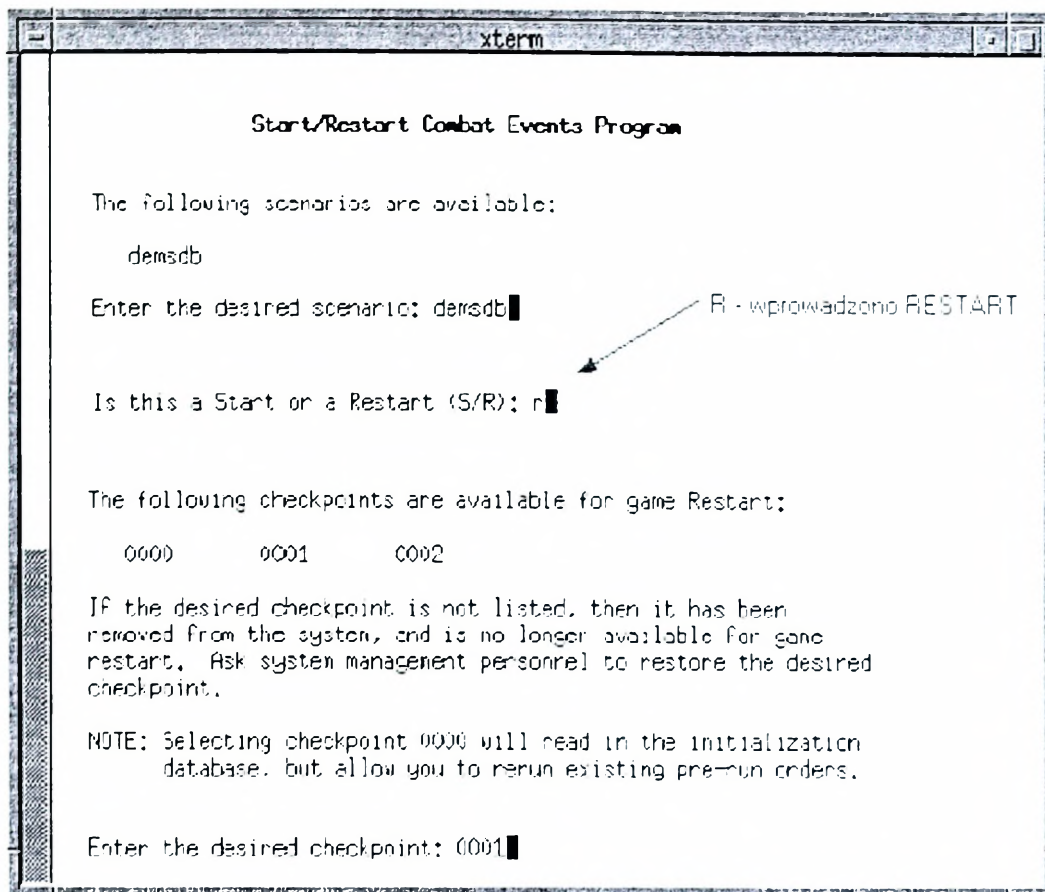 xterm
Start/Restart Combat Events Program
The following scenarios are available:
demsdb
Enter the desired scenario: demsdb
R - wprowadzono RESTART
Is this a Start or a Restart (S/R): r
The following checkpoints are available for game Restart:
0000 0001 0002
If the desired checkpoint is not listed, then it has been
removed from the system, and is no longer available for game
restart. Ask system management personnel to restore the desired
checkpoint.
NOTE: Selecting checkpoint 0000 will read in the initialization
database, but allow you to rerun existing pre-run orders.
Enter the desired checkpoint: 0001